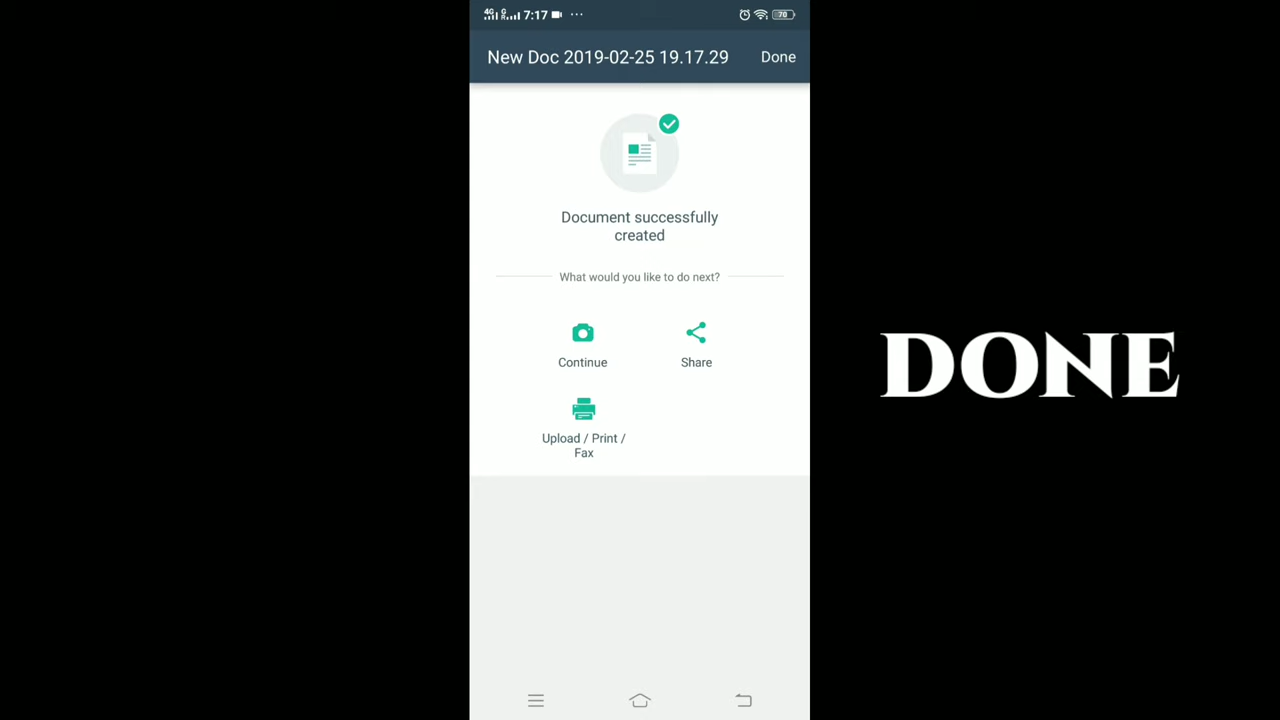 7:17
70
New Doc 2019-02-25 19.17.29
Done
Document successfully
created
What would you like to do next?
Continue
Share
Upload / Print /
Fax
DONE